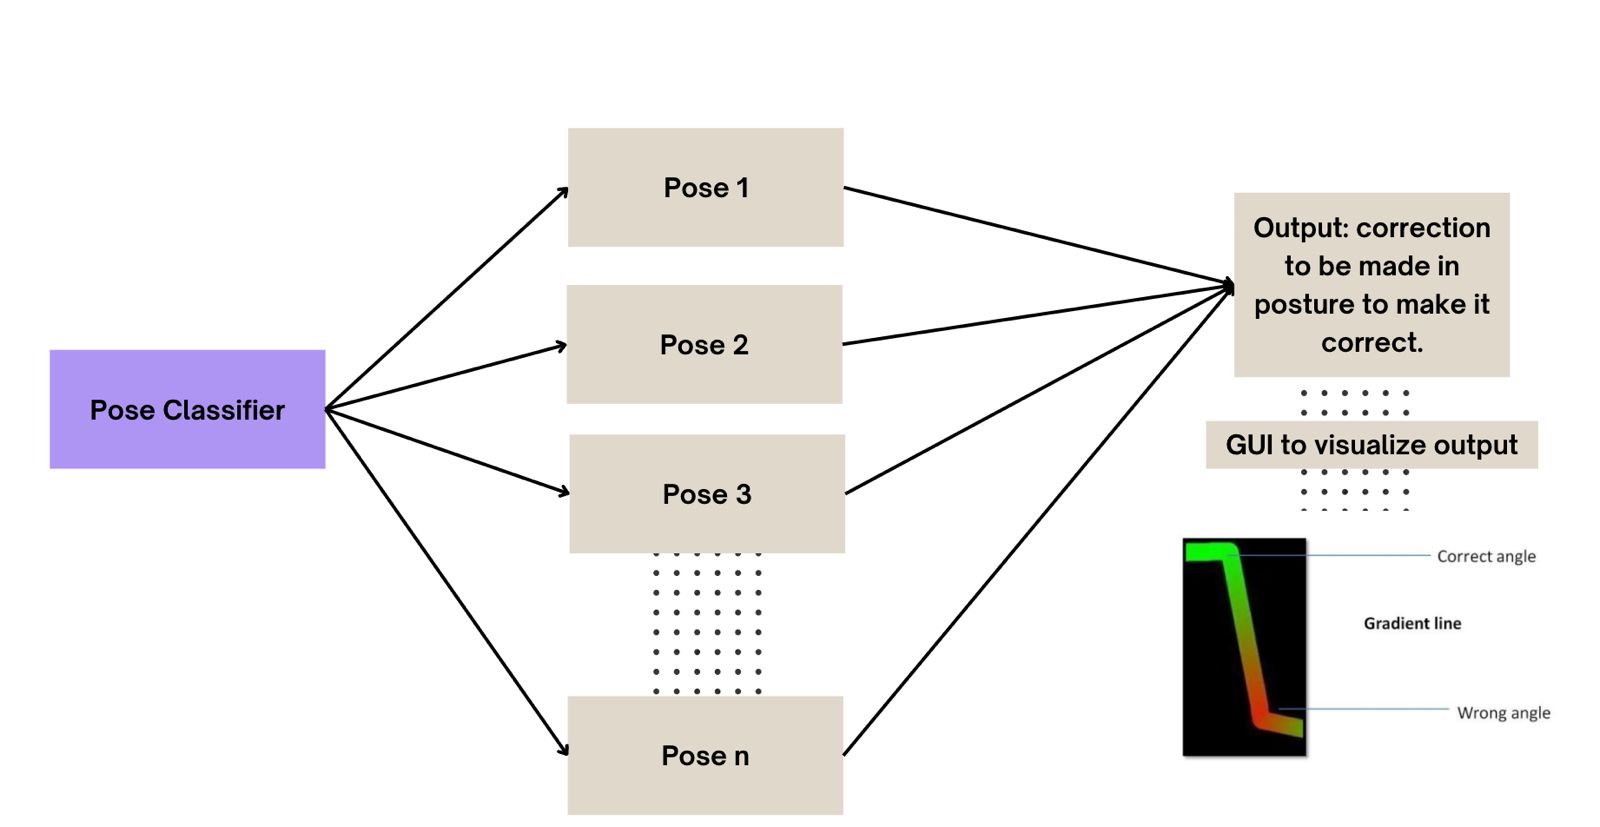 Pose 1
Pose 2
Pose Classifier
Pose 3
Pose n
Output: correction
to be made in
posture to make it
correct.
GUI to visualize output
Correct angle
Gradient line
Wrong angle